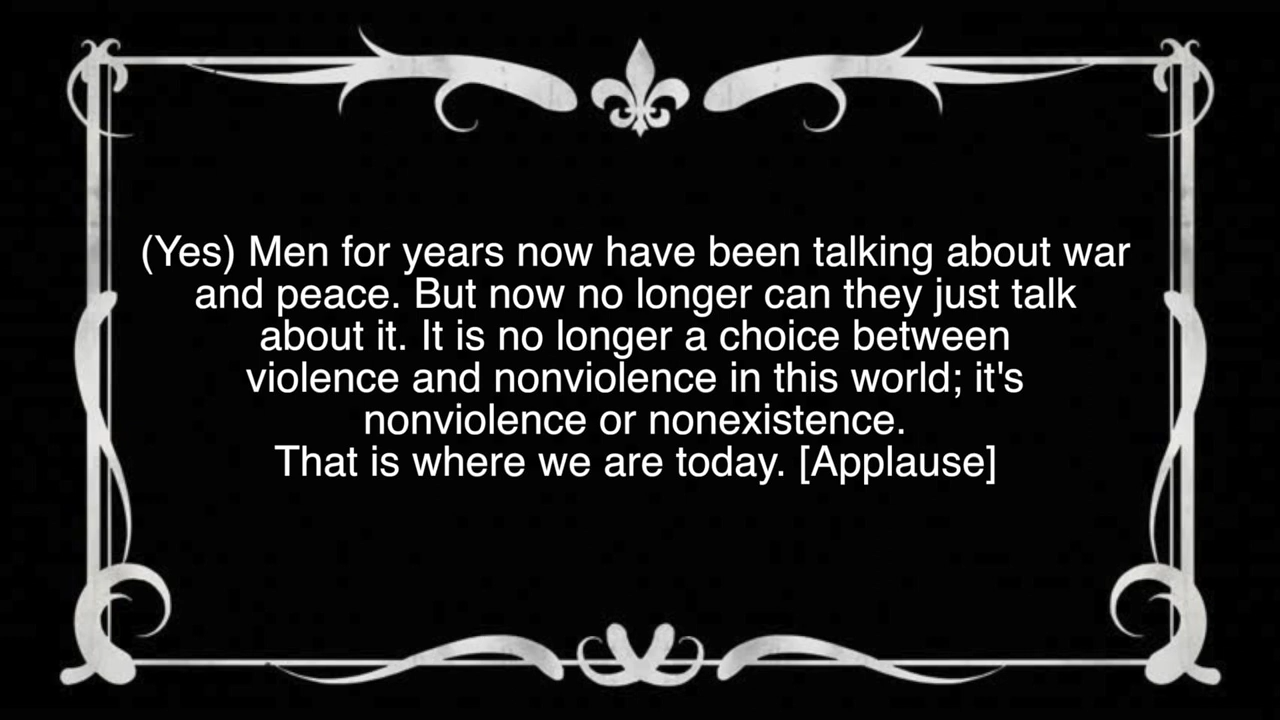 (Yes) Men for years now have been talking about war
and peace. But now no longer can they just talk
about it. It is no longer a choice between
violence and nonviolence in this world; it's
nonviolence or nonexistence.
That is where we are today. [Applause]